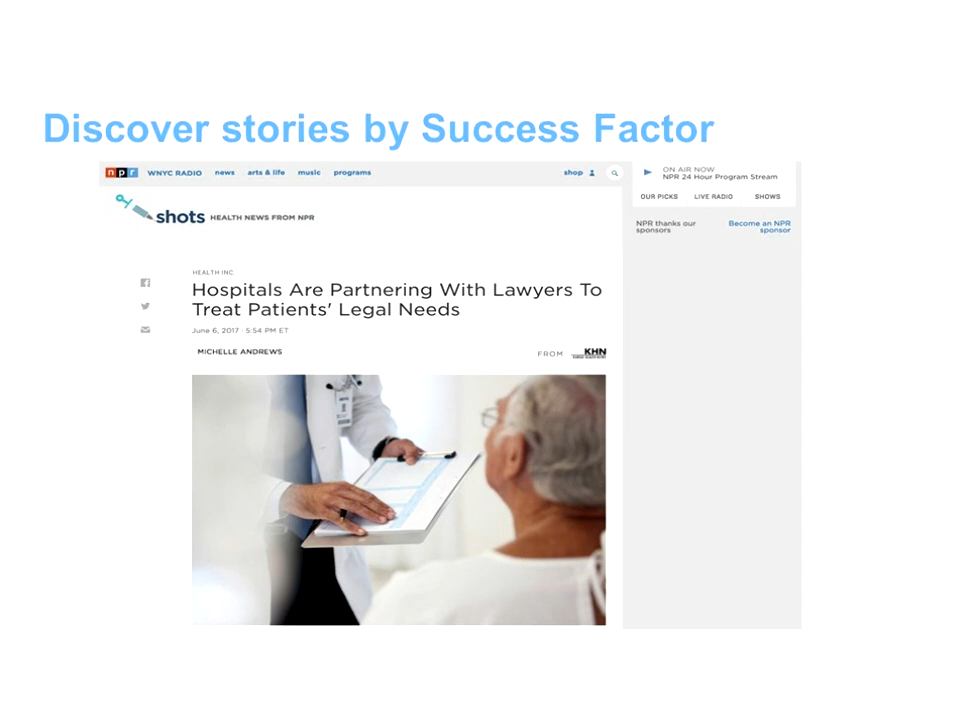 Discover stories by Success Factor
npr WNYC RADIO news arts & life music programs shop
ON AIR NOW
NPR 24 Hour Program Stream
OUR PICKS LIVE RADIO SHOWS
shots HEALTH NEWS FROM NPR
NPR thanks our
sponsors
Become an NPR
sponsor
HEALTH INC
Hospitals Are Partnering With Lawyers To
Treat Patients' Legal Needs
June 6, 2017 · 5:54 PM ET
MICHELLE ANDREWS
FROM KHN